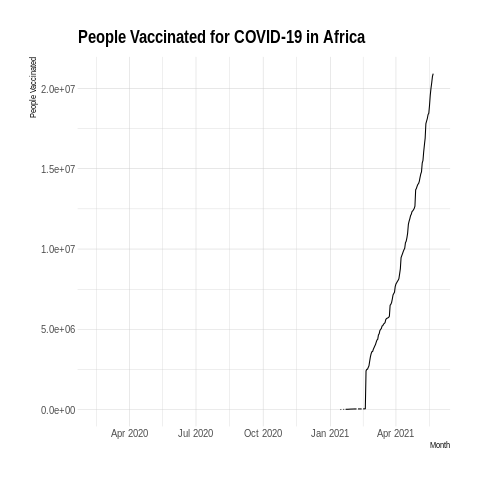 People Vaccinated for COVID-19 in Africa
People Vaccinated
2.0e+07
1.5e+07
1.0e+07
5.0e+06
0.0e+00
Apr 2020 Jul 2020 Oct 2020 Jan 2021 Apr 2021
Month